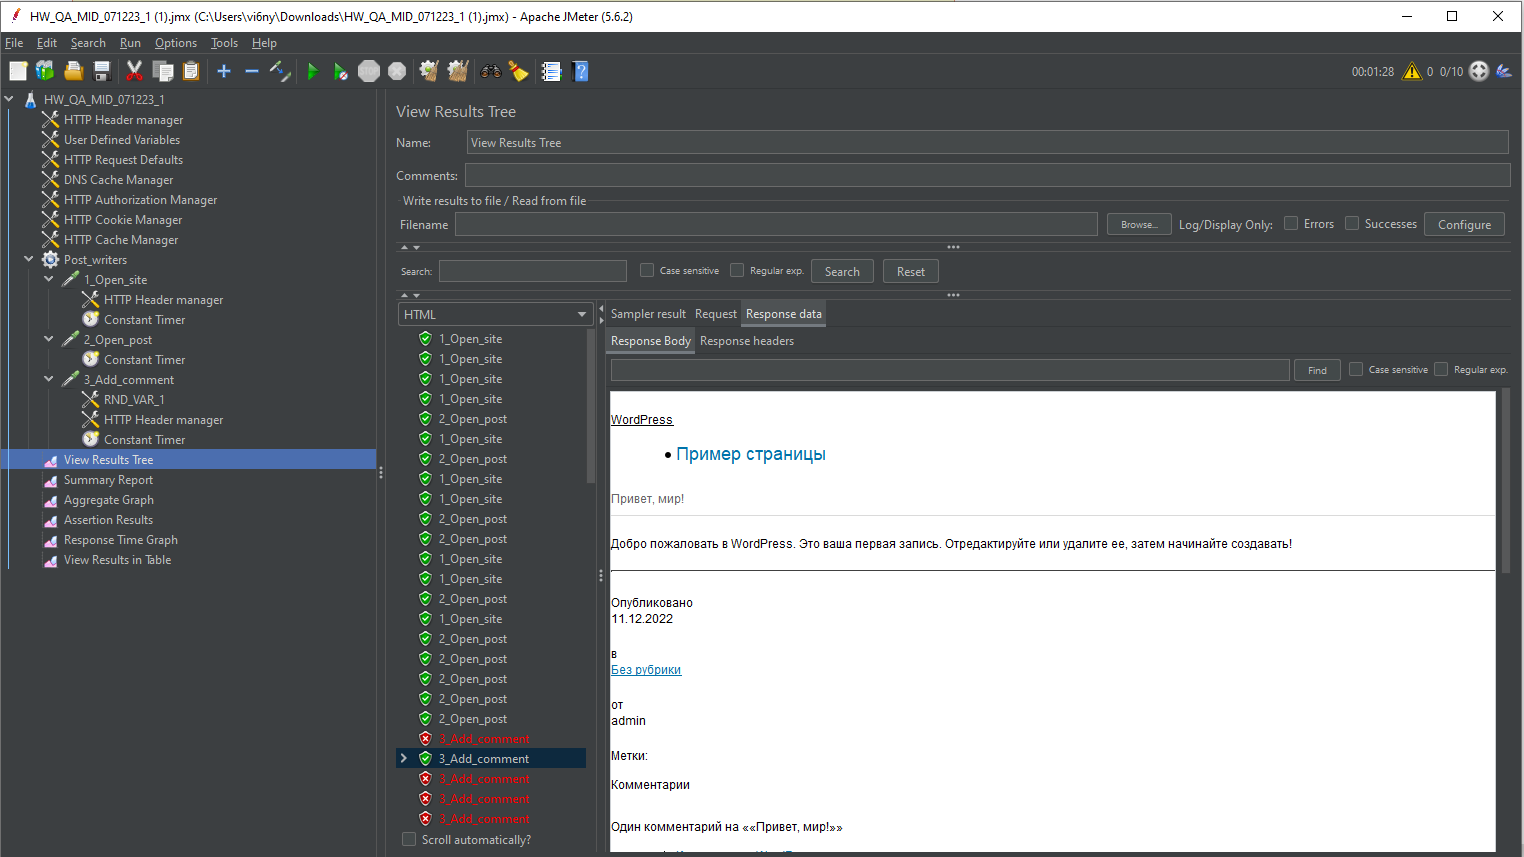 HW_QA_MID_071223_1 (1).jmx (C:\Users\vi6ny\Downloads\HW_QA_MID_071223_1 (1).jmx) - Apache JMeter (5.6.2)
File Edit Search Run Options Tools Help
00:01:28 0 0/10
HW_QA_MID_071223_1
HTTP Header manager
User Defined Variables
HTTP Request Defaults
DNS Cache Manager
HTTP Authorization Manager
HTTP Cookie Manager
HTTP Cache Manager
Post_writers
1_Open_site
HTTP Header manager
Constant Timer
2_Open_post
Constant Timer
3_Add_comment
RND_VAR_1
HTTP Header manager
Constant Timer
View Results Tree
Summary Report
Aggregate Graph
Assertion Results
Response Time Graph
View Results in Table
View Results Tree
Name: View Results Tree
Comments:
Write results to file / Read from file
Filename Browse... Log/Display Only: Errors Successes Configure
Search: Case sensitive Regular exp. Search Reset
HTML
1_Open_site
1_Open_site
1_Open_site
1_Open_site
2_Open_post
1_Open_site
2_Open_post
1_Open_site
1_Open_site
2_Open_post
2_Open_post
1_Open_site
1_Open_site
2_Open_post
1_Open_site
2_Open_post
2_Open_post
2_Open_post
2_Open_post
2_Open_post
3_Add_comment
3_Add_comment
3_Add_comment
3_Add_comment
3_Add_comment
Scroll automatically?
Sampler result Request Response data
Response Body Response headers
Find Case sensitive Regular exp.
WordPress
• Пример страницы
Привет, мир!
Добро пожаловать в WordPress. Это ваша первая запись. Отредактируйте или удалите ее, затем начинайте создавать!
Опубликовано
11.12.2022
в
Без рубрики
от
admin
Метки:
Комментарии
Один комментарий на ««Привет, мир!»»